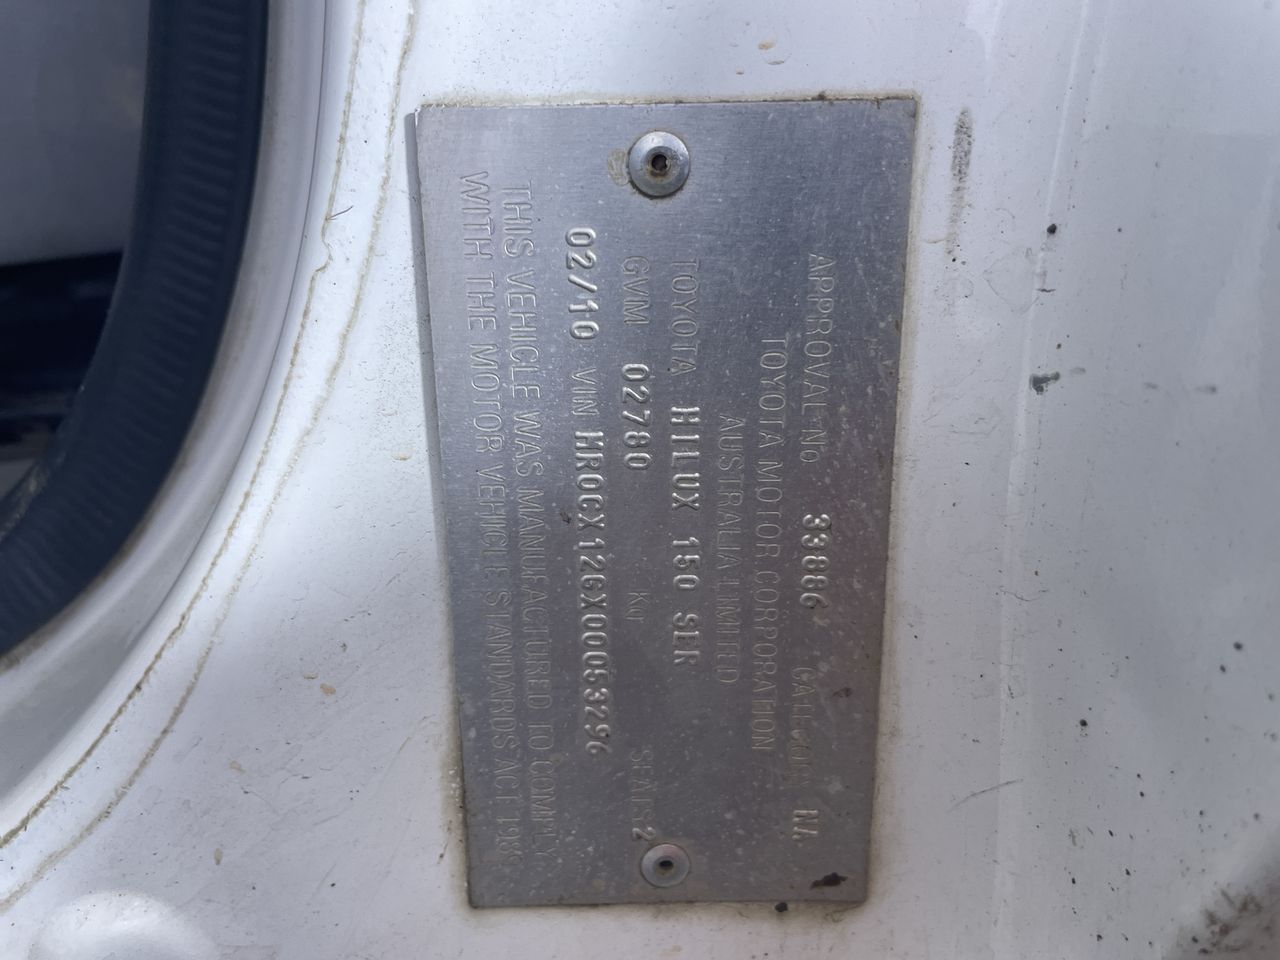 APPROVAL No 33886 CATEGORY NA
TOYOTA MOTOR CORPORATION
AUSTRALIA LIMITED
TOYOTA HILUX 150 SER
GVM 02780 KG SEATS 2
02/10 VIN MR0CX12GX00053296
THIS VEHICLE WAS MANUFACTURED TO COMPLY
WITH THE MOTOR VEHICLE STANDARDS ACT 1989